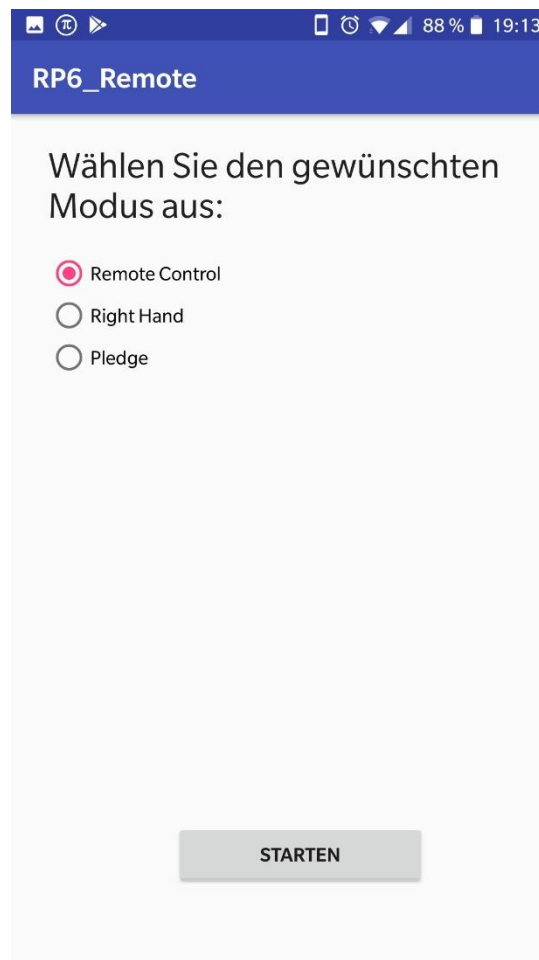 88 % 19:13
RP6_Remote
Wählen Sie den gewünschten
Modus aus:
Remote Control
Right Hand
Pledge
STARTEN